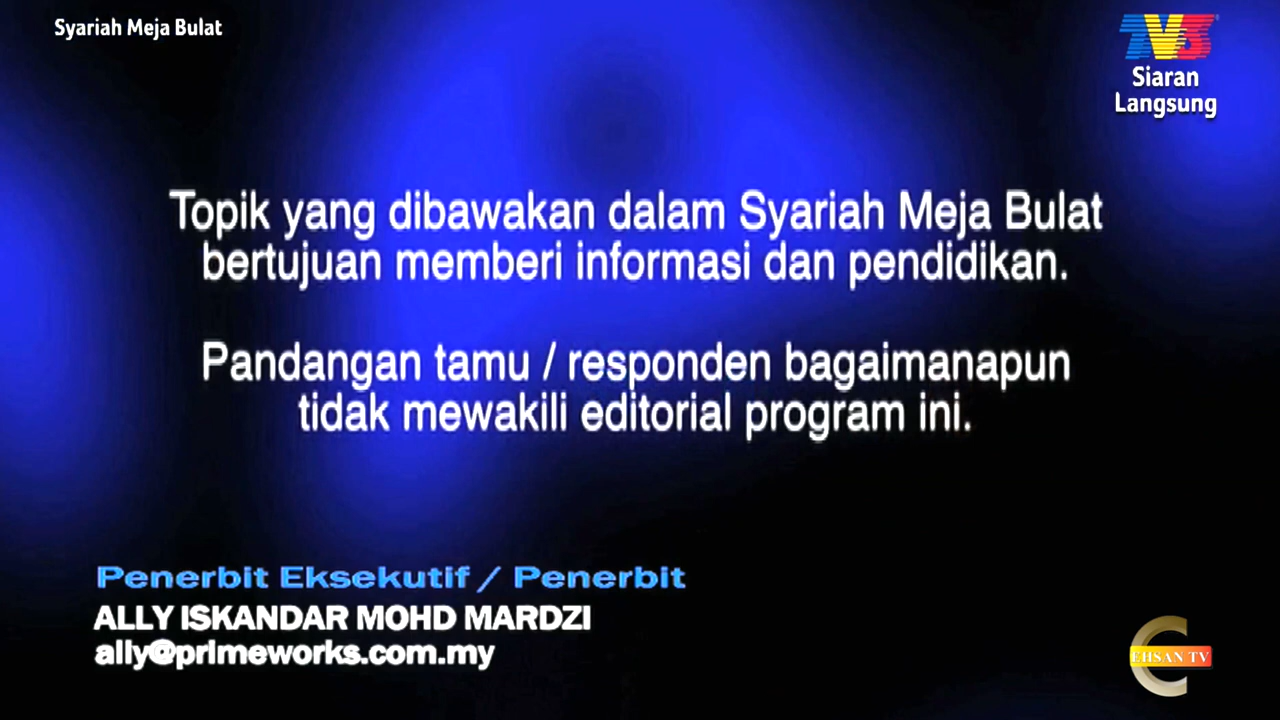 Syariah Meja Bulat
TV3
Siaran
Langsung
Topik yang dibawakan dalam Syariah Meja Bulat
bertujuan memberi informasi dan pendidikan.
Pandangan tamu / responden bagaimanapun
tidak mewakili editorial program ini.
Penerbit Eksekutif / Penerbit
ALLY ISKANDAR MOHD MARDZI
ally@primeworks.com.my
EHSAN TV